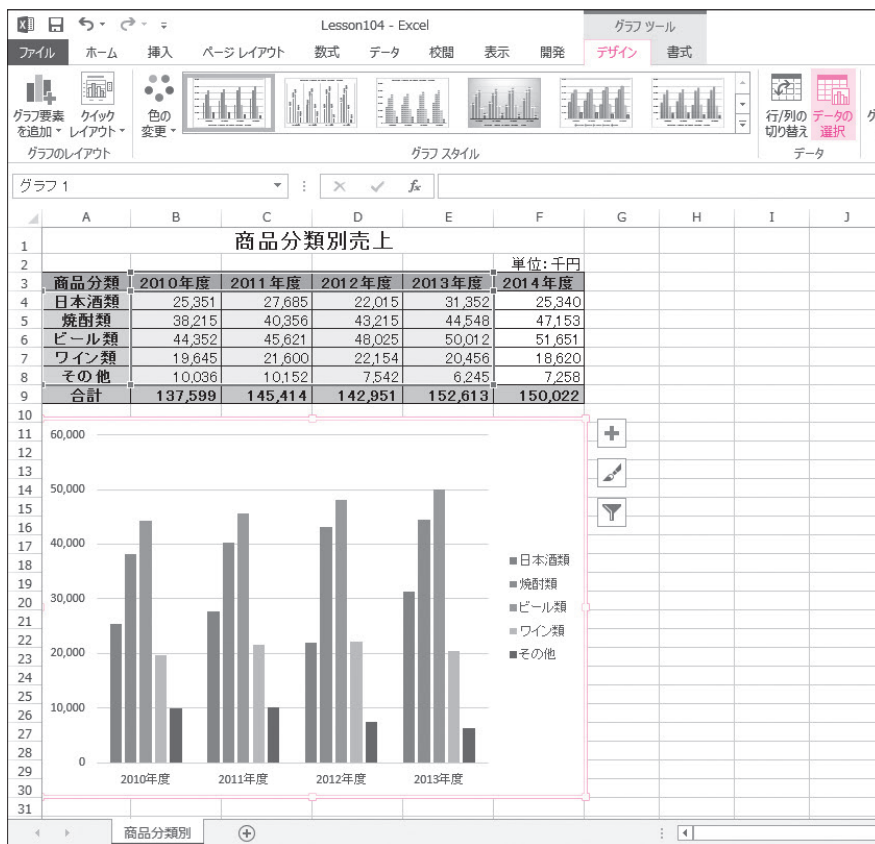 Lesson104 - Excel
グラフ ツール
ファイル ホーム 挿入 ページ レイアウト 数式 データ 校閲 表示 開発 デザイン 書式
グラフ要素を追加 クイックレイアウト 色の変更 行/列の切り替え データの選択
グラフのレイアウト グラフ スタイル データ
グラフ 1 fx
A B C D E F G H I J
1 商品分類別売上
2 単位:千円
3 商品分類 2010年度 2011年度 2012年度 2013年度 2014年度
4 日本酒類 25,351 27,685 22,015 31,352 25,340
5 焼酎類 38,215 40,356 43,215 44,548 47,153
6 ビール類 44,352 45,621 48,025 50,012 51,651
7 ワイン類 19,645 21,600 22,154 20,456 18,620
8 その他 10,036 10,152 7,542 6,245 7,258
9 合計 137,599 145,414 142,951 152,613 150,022
10
11 60,000
12
13
14 50,000
15
16
17 40,000
18 日本酒類
19 焼酎類
20 30,000 ビール類
21 ワイン類
22 その他
23 20,000
24
25
26 10,000
27
28
29 0
30 2010年度 2011年度 2012年度 2013年度
31
商品分類別